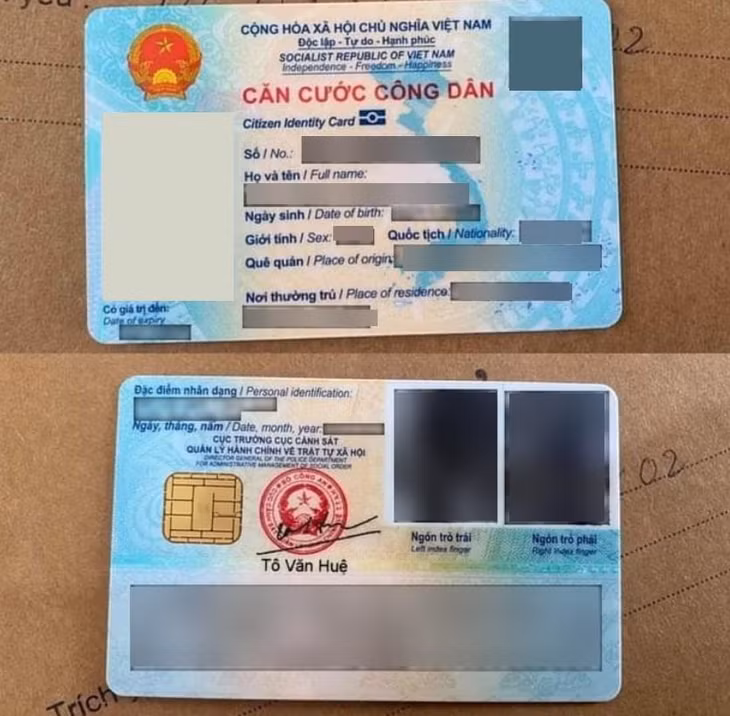 CỘNG HÒA XÃ HỘI CHỦ NGHĨA VIỆT NAM
Độc lập - Tự do - Hạnh phúc
SOCIALIST REPUBLIC OF VIET NAM
Independence - Freedom - Happiness
CĂN CƯỚC CÔNG DÂN
Citizen Identity Card
Số / No.:
Họ và tên / Full name:
Ngày sinh / Date of birth:
Giới tính / Sex: Quốc tịch / Nationality:
Quê quán / Place of origin:
Nơi thường trú / Place of residence:
Có giá trị đến:
Date of expiry
02
Đặc điểm nhân dạng / Personal identification:
Ngày, tháng, năm / Date, month, year:
CỤC TRƯỞNG CỤC CẢNH SÁT
QUẢN LÝ HÀNH CHÍNH VỀ TRẬT TỰ XÃ HỘI
DIRECTOR GENERAL OF THE POLICE DEPARTMENT
FOR ADMINISTRATIVE MANAGEMENT OF SOCIAL ORDER
Tô Văn Huệ
Ngón trỏ trái
Left index finger
Ngón trỏ phải
Right index finger
Trích